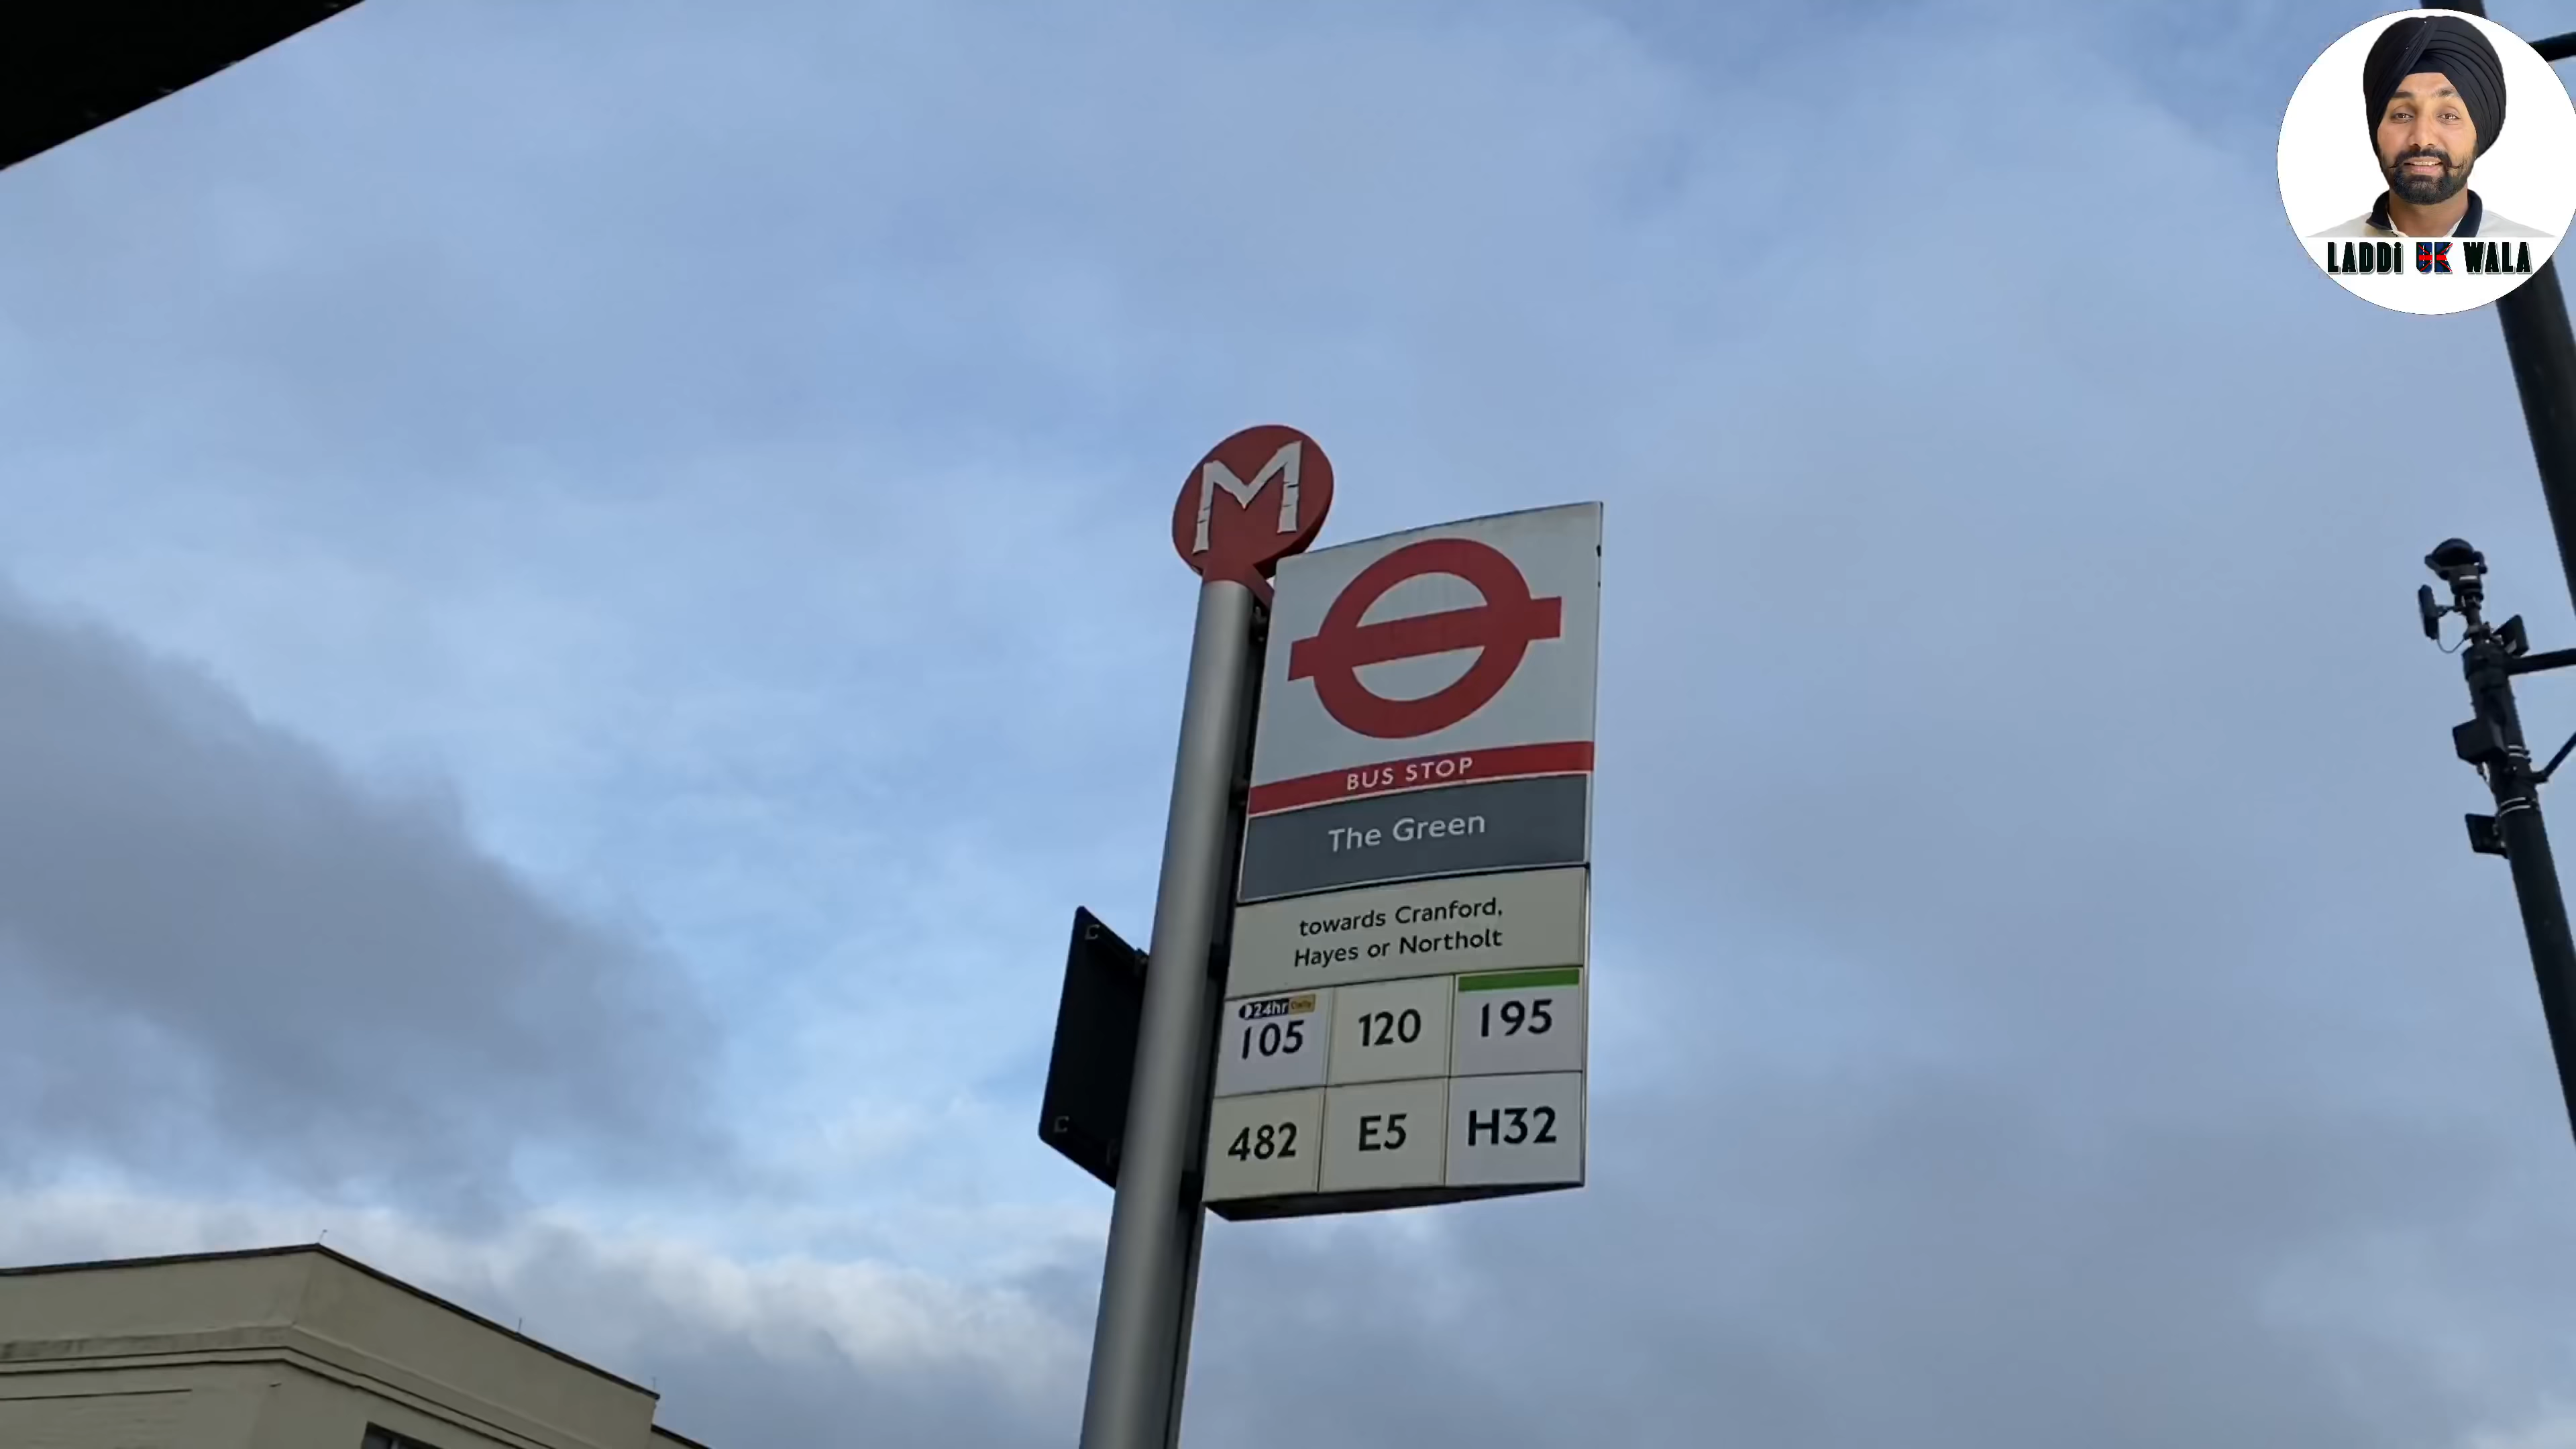 LADDi UK WALA
M
BUS STOP
The Green
towards Cranford,
Hayes or Northolt
24hr Daily
105 120 195
482 E5 H32